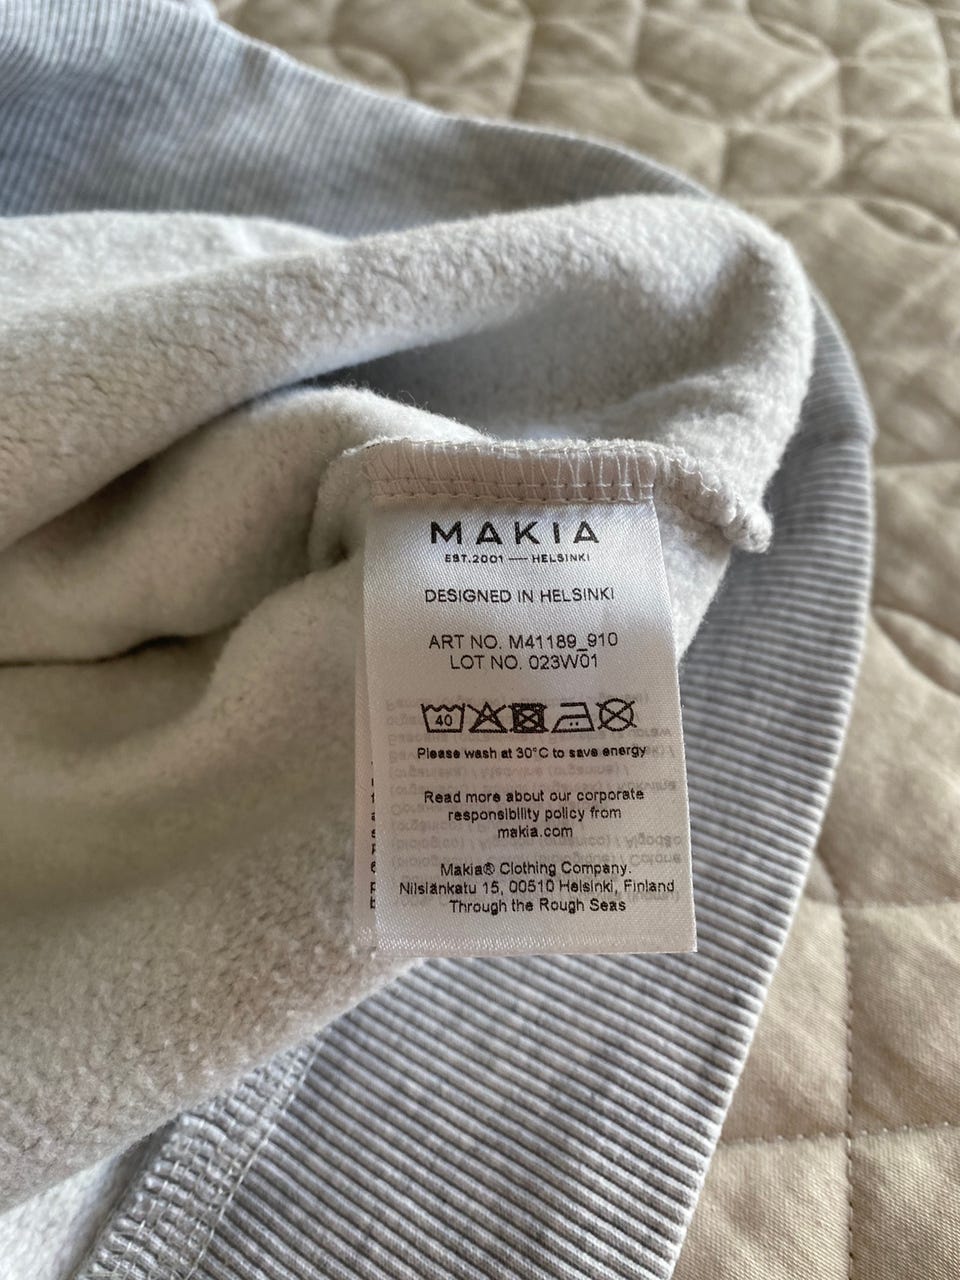 MAKIA
EST.2001 — HELSINKI
DESIGNED IN HELSINKI
ART NO. M41189_910
LOT NO. 023W01
40
Please wash at 30°C to save energy
Read more about our corporate
responsibility policy from
makia.com
Makia® Clothing Company.
Nilsiänkatu 15, 00510 Helsinki, Finland
Through the Rough Seas